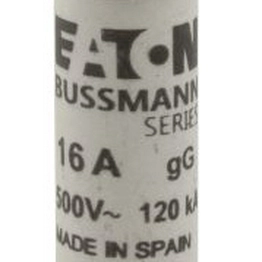 EATON
BUSSMANN
SERIES
16 A gG
500V~ 120 kA
MADE IN SPAIN